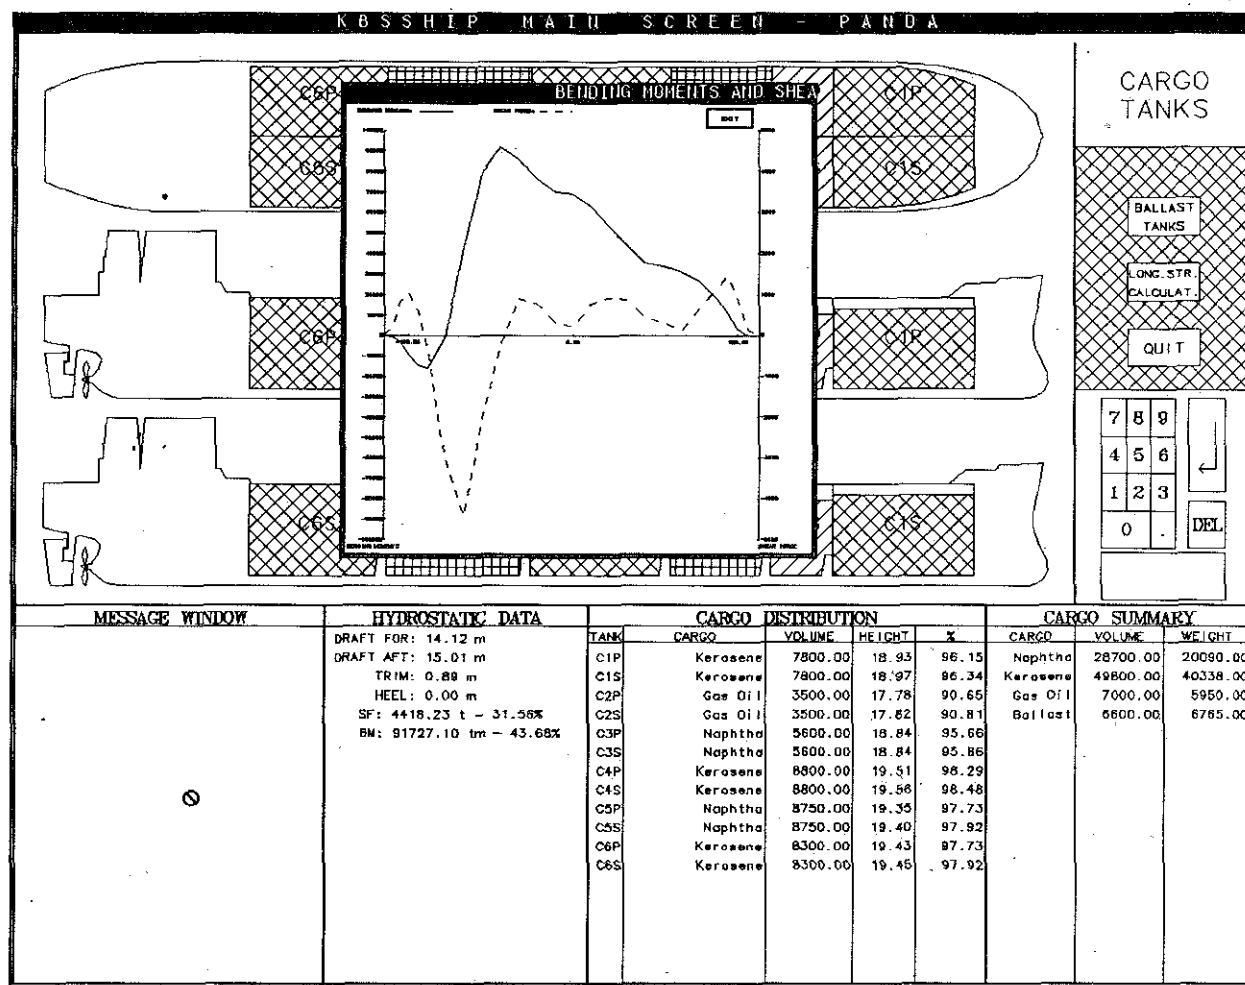 KBSSHIP MAIN SCREEN - PANDA
CARGO
TANKS
C6P
C1P
C6S
C1S
BENDING MOMENTS AND SHEA
EXIT
BALLAST
TANKS
LONG.STR.
CALCULAT.
QUIT
C6P
C1P
C6S
C1S
BENDING MOMENTS
SHEAR FORCE
7 8 9
4 5 6
1 2 3
0 .
DEL
MESSAGE WINDOW
HYDROSTATIC DATA
DRAFT FOR: 14.12 m
DRAFT AFT: 15.01 m
TRIM: 0.89 m
HEEL: 0.00 m
SF: 4418.23 t - 31.56%
BM: 91727.10 tm - 43.68%
CARGO DISTRIBUTION
TANK CARGO VOLUME HEIGHT %
C1P Kerosene 7800.00 18.93 96.15
C1S Kerosene 7800.00 18.97 96.34
C2P Gas Oil 3500.00 17.78 90.65
C2S Gas Oil 3500.00 17.82 90.81
C3P Naphtha 5600.00 18.84 95.66
C3S Naphtha 5600.00 18.84 95.86
C4P Kerosene 8800.00 19.51 98.29
C4S Kerosene 8800.00 19.56 98.48
C5P Naphtha 8750.00 19.35 97.73
C5S Naphtha 8750.00 19.40 97.92
C6P Kerosene 8300.00 19.43 97.73
C6S Kerosene 8300.00 19.45 97.92
CARGO SUMMARY
CARGO VOLUME WEIGHT
Naphtha 28700.00 20090.00
Kerosene 49800.00 40338.00
Gas Oil 7000.00 5950.00
Ballast 6600.00 6765.00